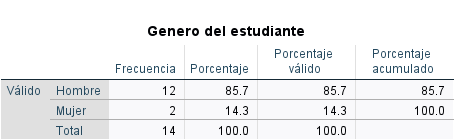 Genero del estudiante
Frecuencia Porcentaje Porcentaje válido Porcentaje acumulado
Válido Hombre 12 85.7 85.7 85.7
Mujer 2 14.3 14.3 100.0
Total 14 100.0 100.0